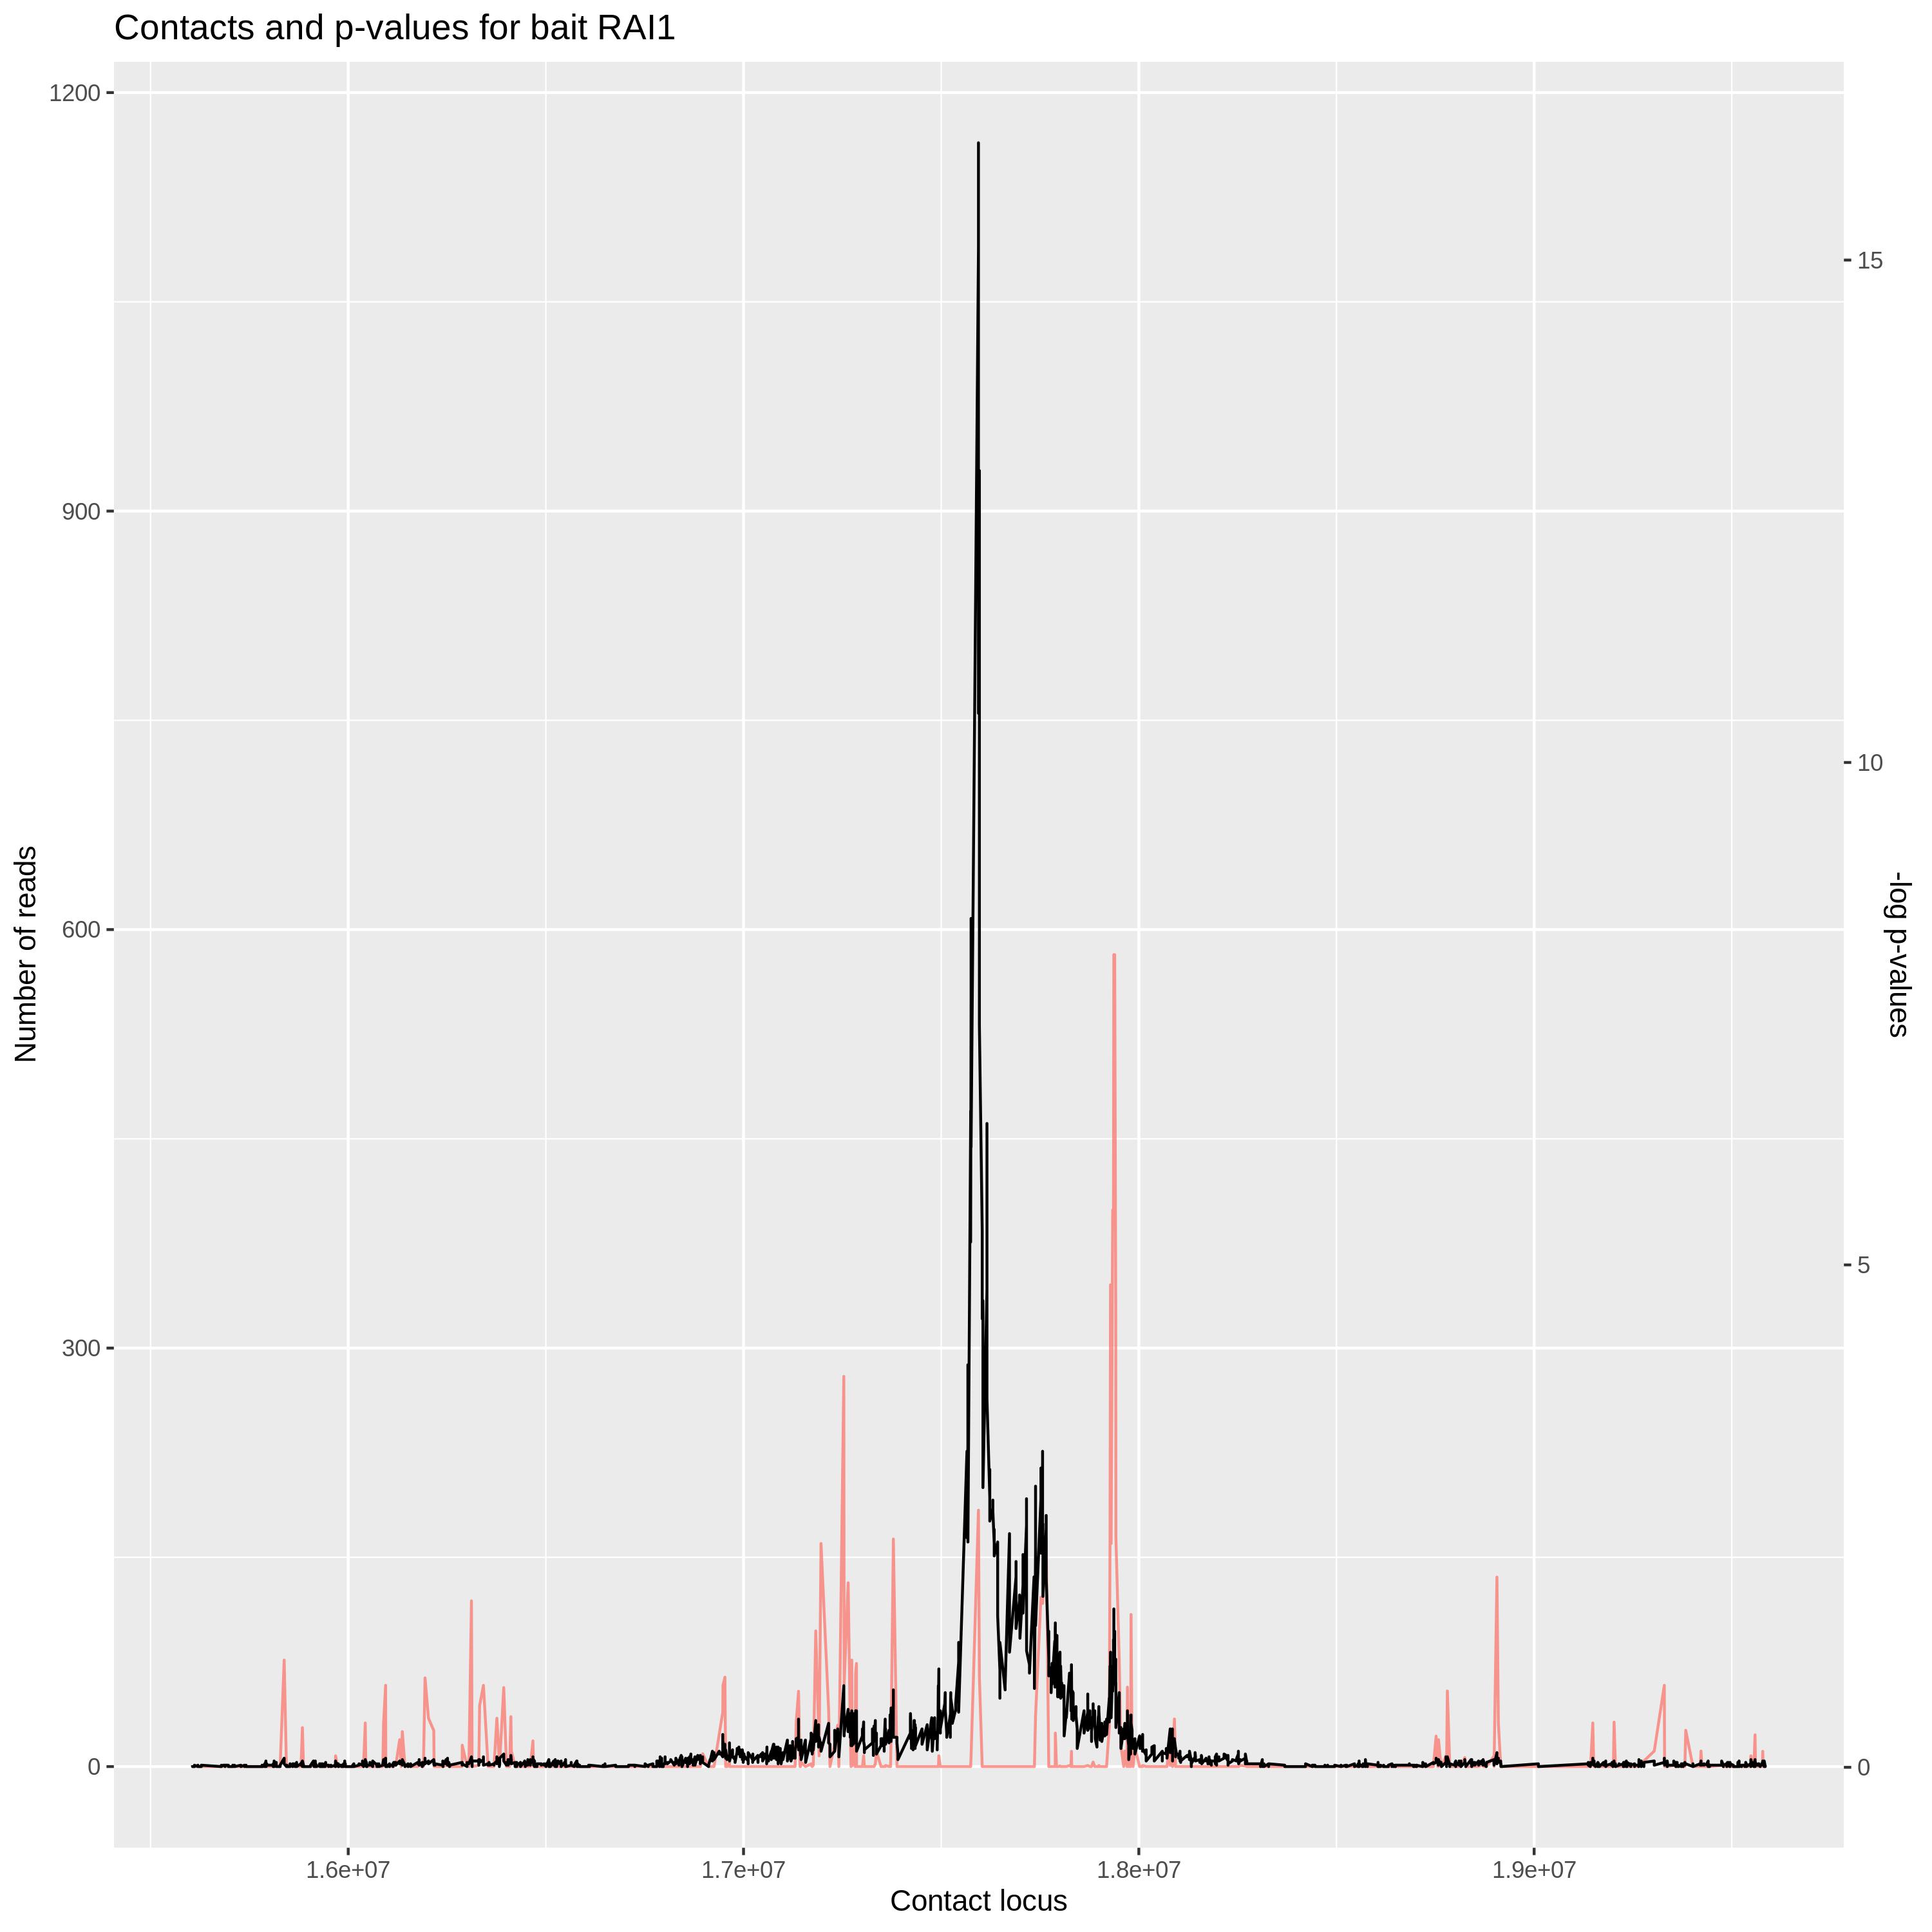 Contacts and p-values for bait RAI1
1200
900
600
300
0
Number of reads
15
10
5
0
-log p-values
1.6e+07
1.7e+07
1.8e+07
1.9e+07
Contact locus